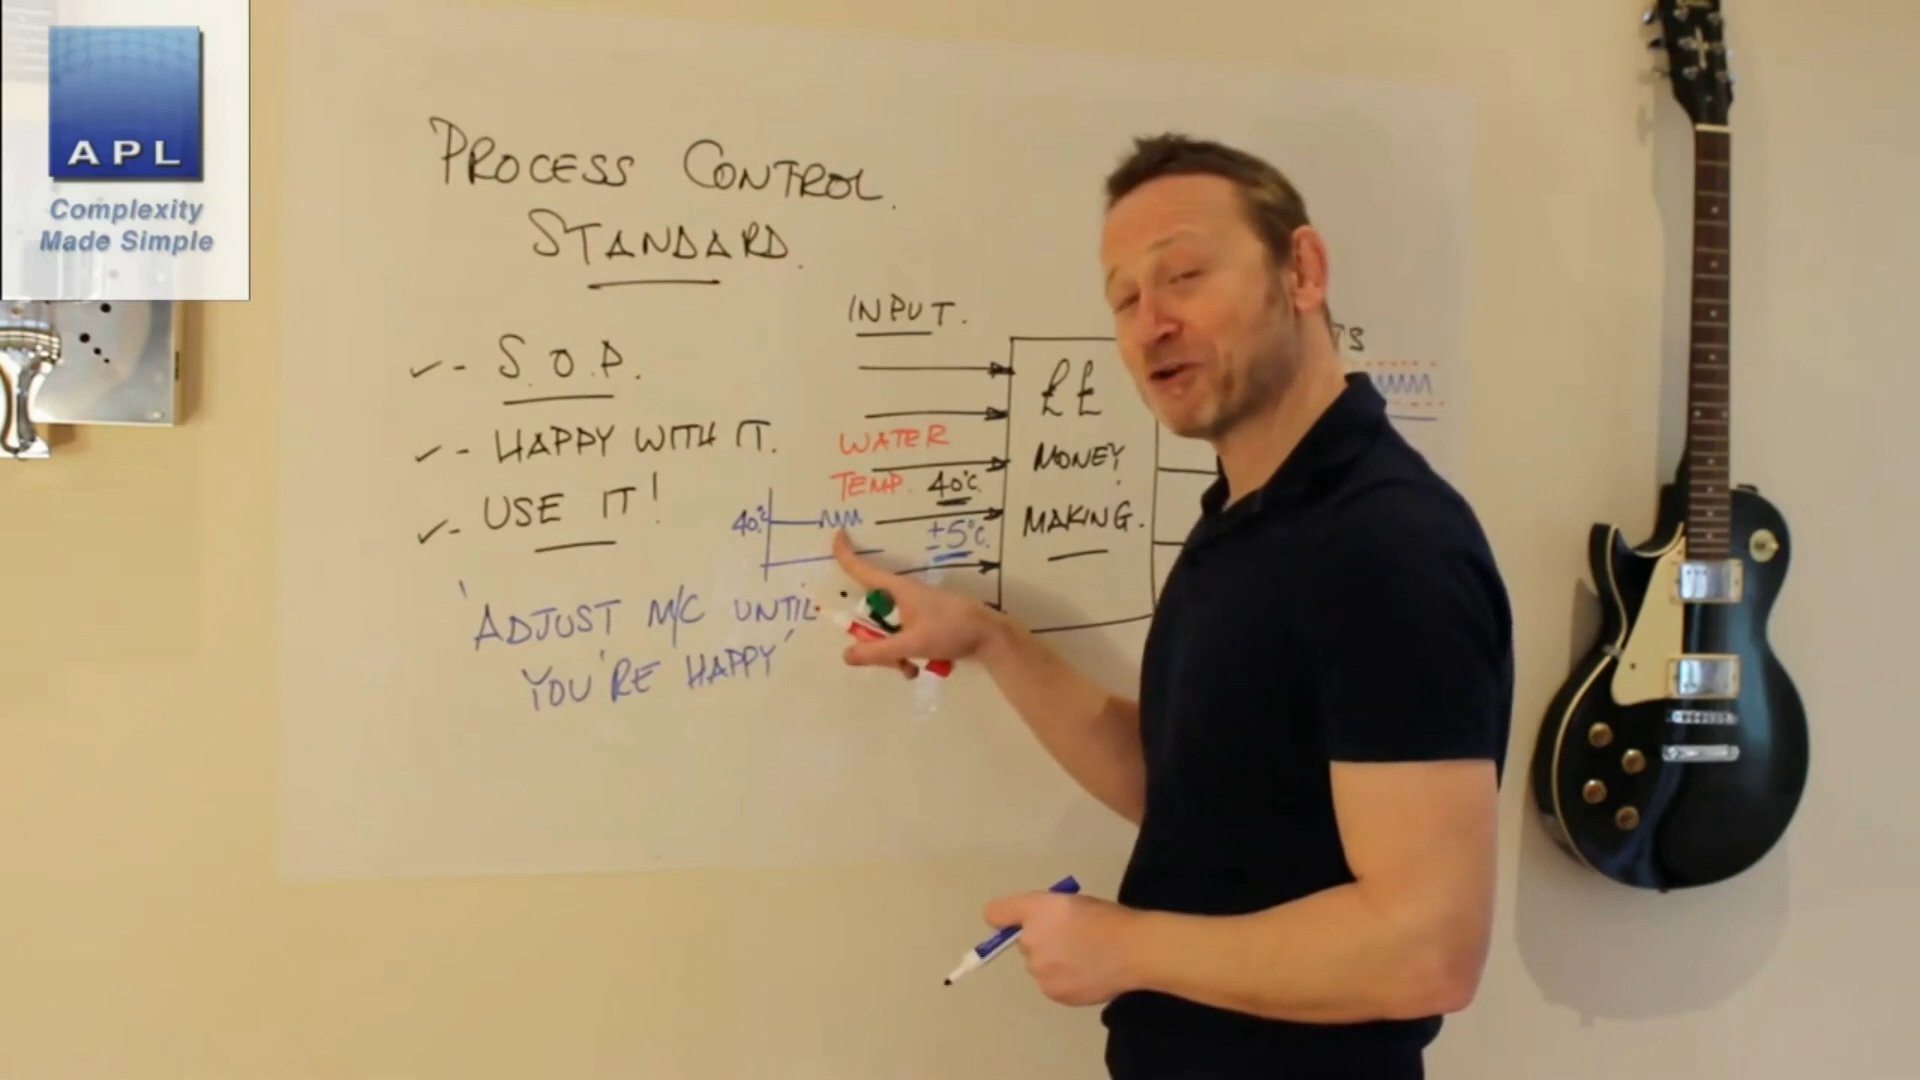 APL
Complexity
Made Simple
PROCESS CONTROL.
STANDARD.
✓ - S.O.P.
✓ - HAPPY WITH IT.
✓ - USE IT!
'ADJUST M/C UNTIL
YOU'RE HAPPY'
INPUT.
WATER
TEMP. 40°C.
±5°C.
40°C
££
MONEY
MAKING.
TS